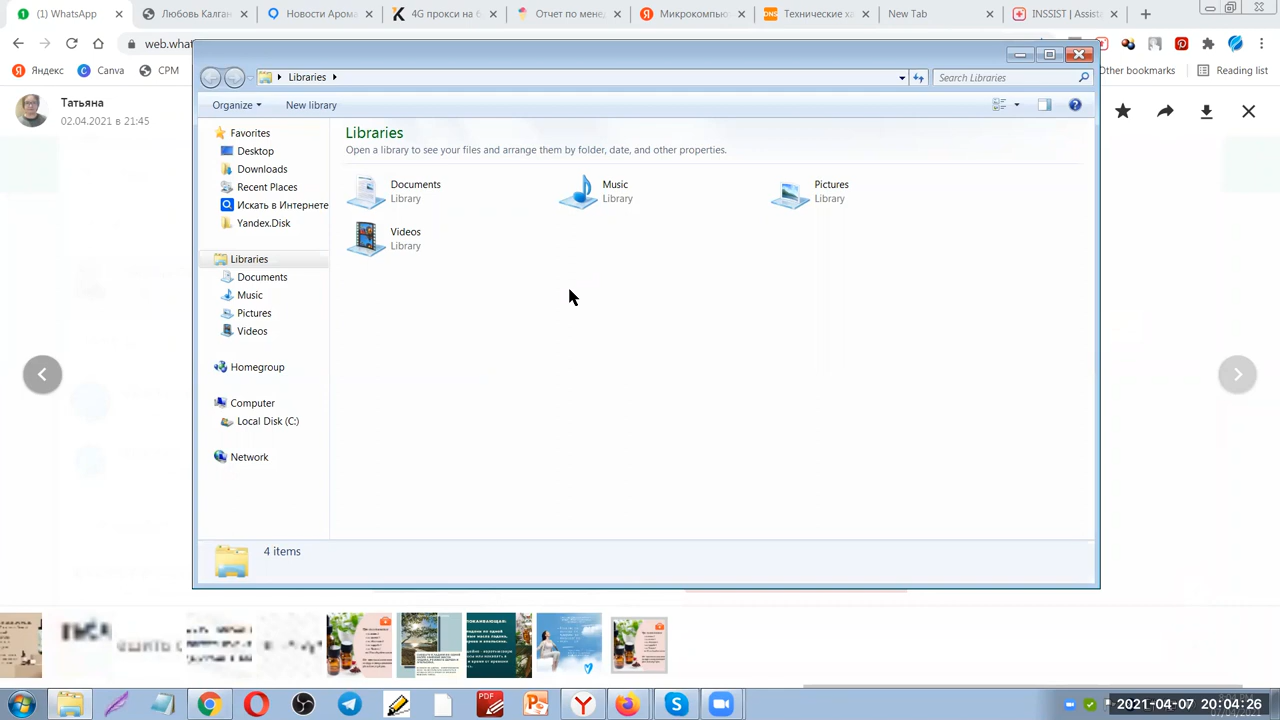 (1) WhatsApp
Любовь Калган
Новости Арома
4G прокси на б
Отчет по мене
Микрокомпы
Технические ха
New Tab
INSSIST | Assista
web.what
Яндекс
Canva
CPM
Other bookmarks
Reading list
Татьяна
02.04.2021 в 21:45
Libraries
Search Libraries
Organize
New library
Favorites
Desktop
Downloads
Recent Places
Искать в Интернете
Yandex.Disk
Libraries
Documents
Music
Pictures
Videos
Homegroup
Computer
Local Disk (C:)
Network
Libraries
Open a library to see your files and arrange them by folder, date, and other properties.
Documents
Library
Music
Library
Pictures
Library
Videos
Library
4 items
PDF
2021-04-07 20:04:26